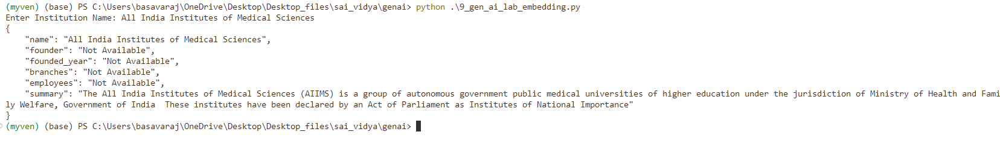 (myven) (base) PS C:\Users\basavaraj\OneDrive\Desktop\Desktop_files\sai_vidya\genai> python .\9_gen_ai_lab_embedding.py
Enter Institution Name: All India Institutes of Medical Sciences
{
    "name": "All India Institutes of Medical Sciences",
    "founder": "Not Available",
    "founded_year": "Not Available",
    "branches": "Not Available",
    "employees": "Not Available",
    "summary": "The All India Institutes of Medical Sciences (AIIMS) is a group of autonomous government public medical universities of higher education under the jurisdiction of Ministry of Health and Fami
ly Welfare, Government of India  These institutes have been declared by an Act of Parliament as Institutes of National Importance"
}
(myven) (base) PS C:\Users\basavaraj\OneDrive\Desktop\Desktop_files\sai_vidya\genai>